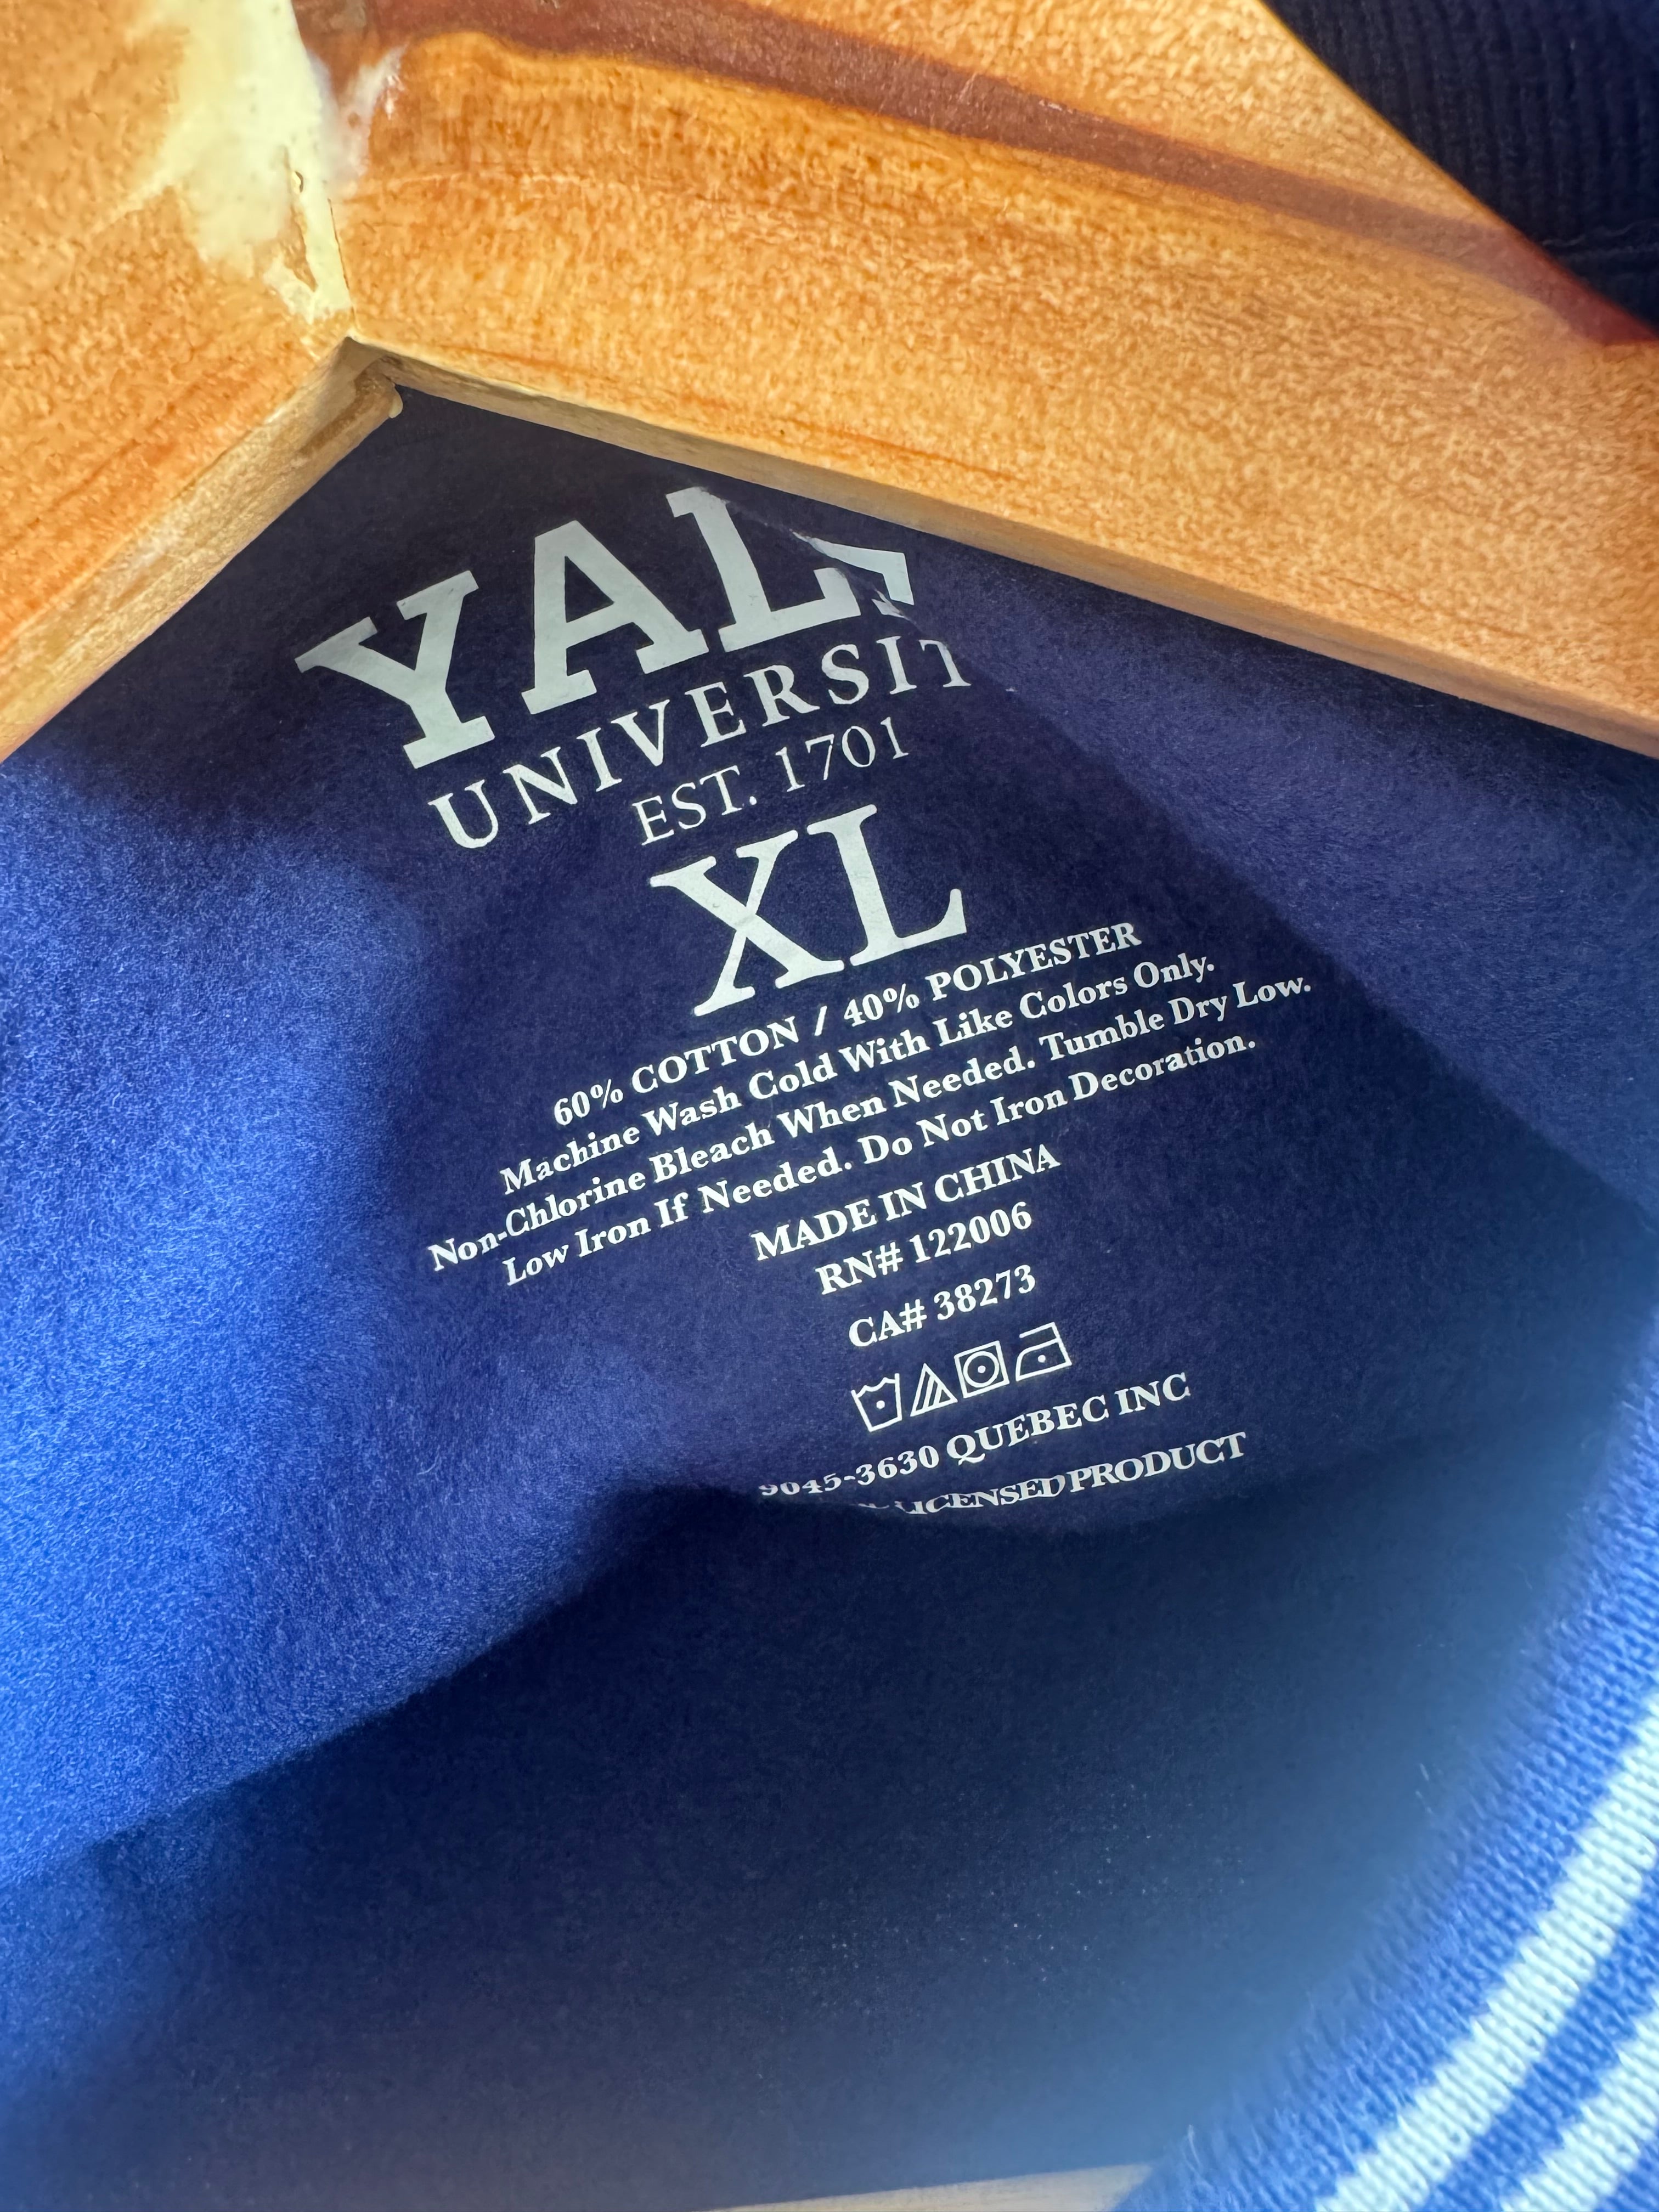 YALE
UNIVERSIT
EST. 1701
XL
60% COTTON / 40% POLYESTER
Machine Wash Cold With Like Colors Only.
Non-Chlorine Bleach When Needed. Tumble Dry Low.
Low Iron If Needed. Do Not Iron Decoration.
MADE IN CHINA
RN# 122006
CA# 38273
9045-3630 QUEBEC INC
LICENSED PRODUCT